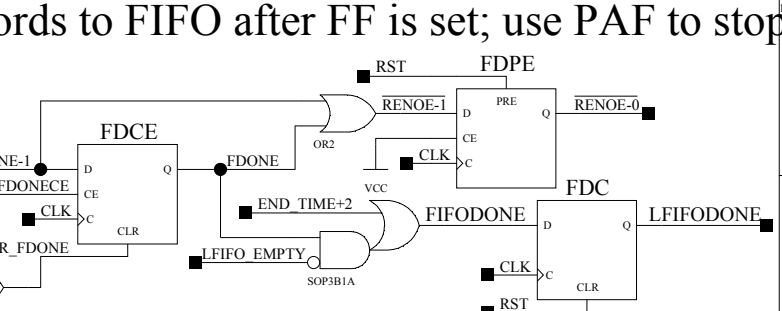 ords to FIFO after FF is set; use PAF to stop
RST
FDPE
PRE
RENOE-1
D
Q
RENOE-0
CE
OR2
CLK
C
VCC
FDCE
NE-1
D
Q
FDONE
FDONECE
CE
CLK
C
CLR
R_FDONE
END_TIME+2
LFIFO_EMPTY
SOP3B1A
FIFODONE
FDC
D
Q
LFIFODONE
CLK
C
CLR
RST